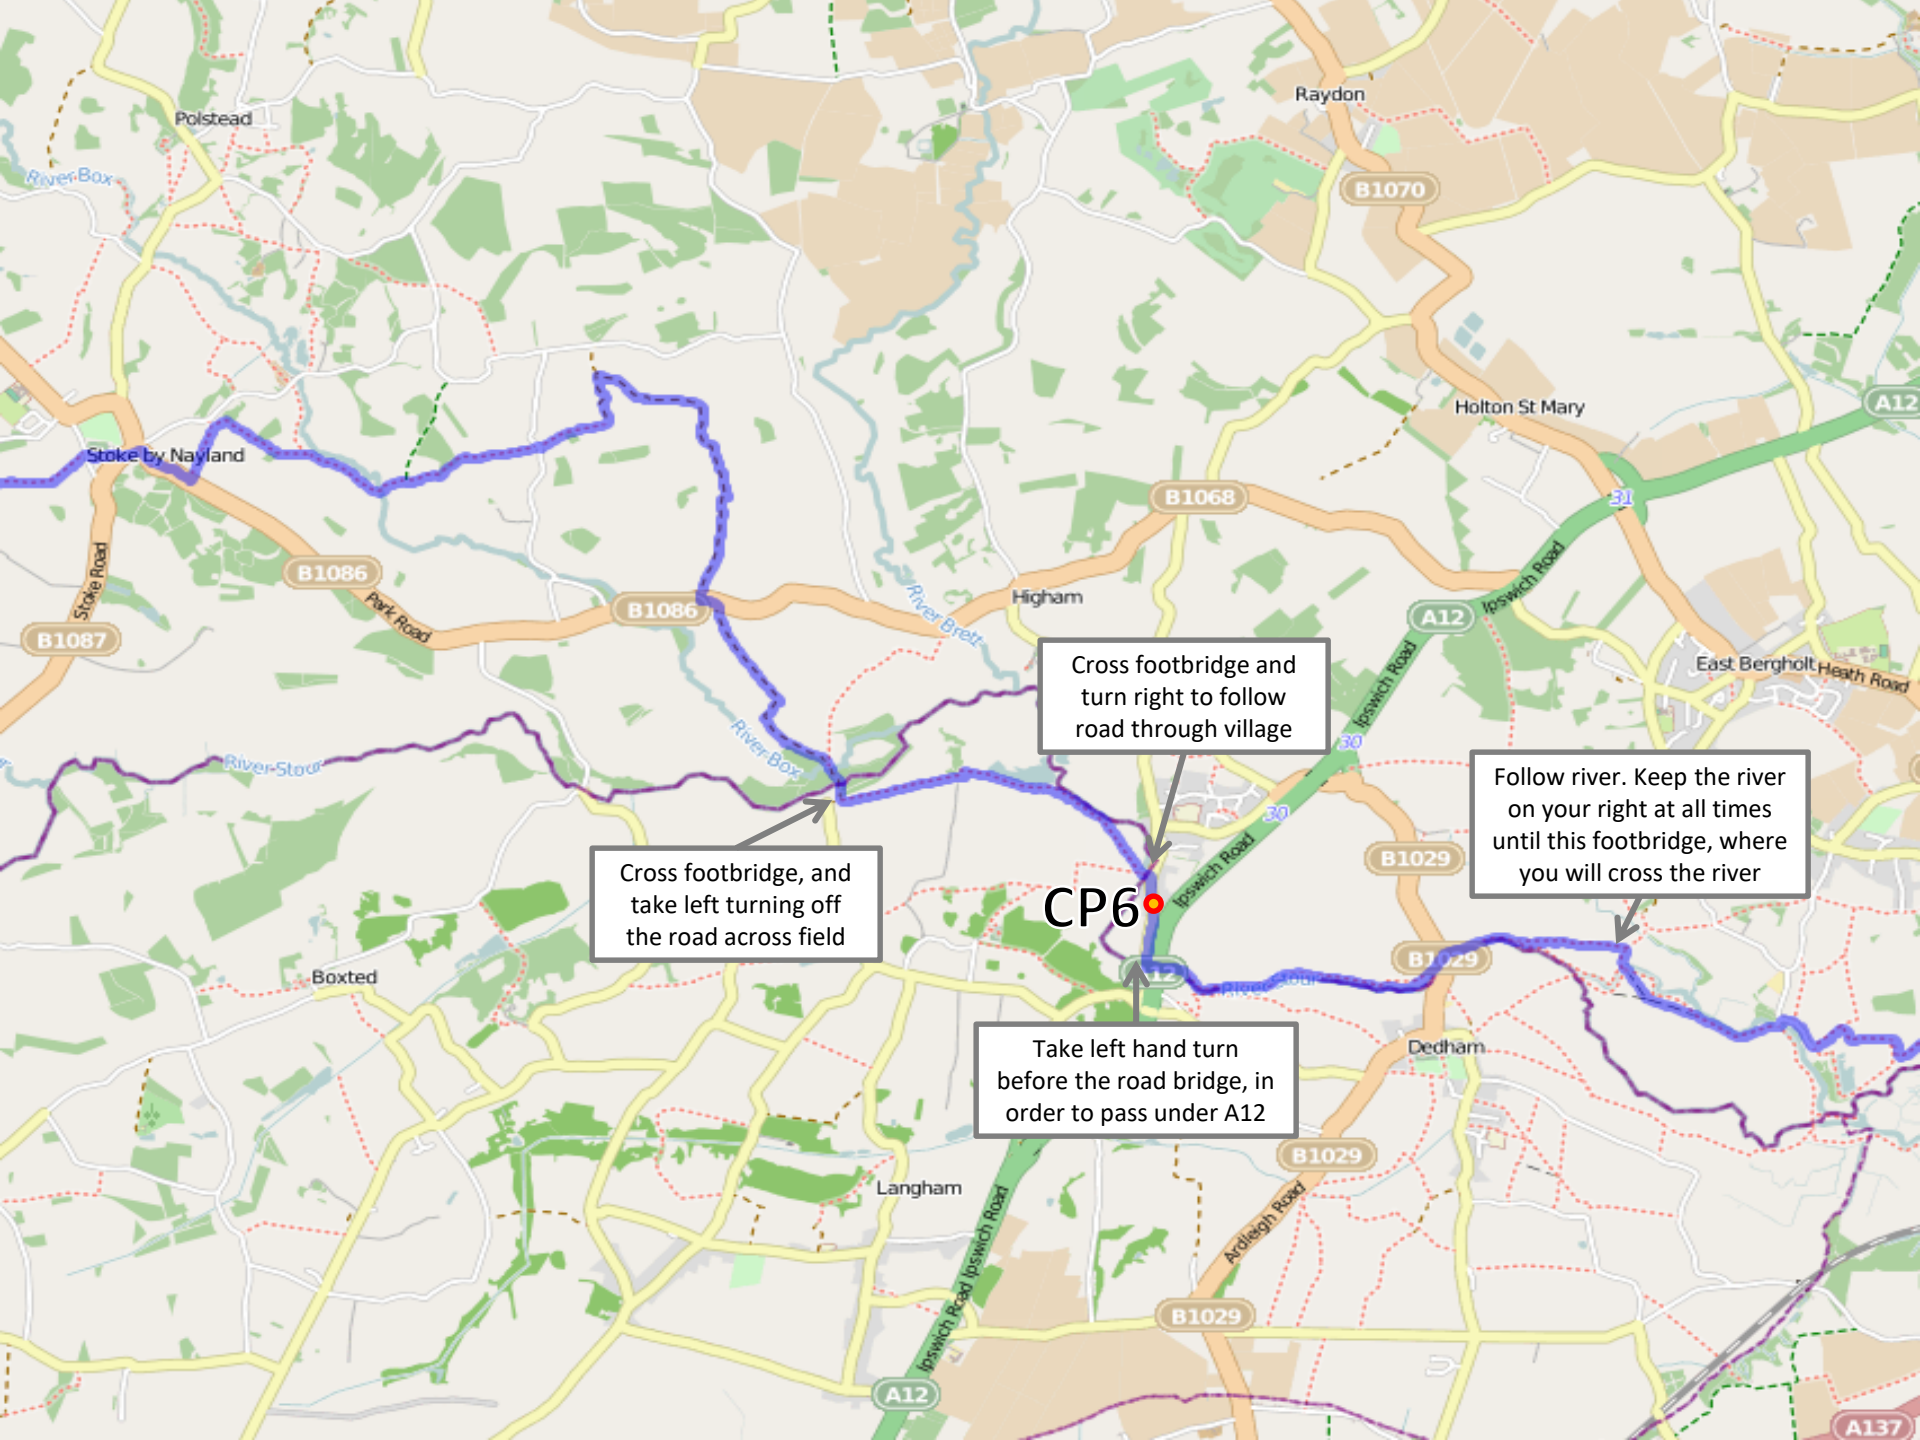 Raydon
Polstead
River Box
B1070
A12
Holton St Mary
Stoke by Nayland
B1068
31
Ipswich Road
Stoke Road
B1086
Park Road
B1086
Higham
River Brett
A12
B1087
Cross footbridge and
turn right to follow
road through village
Ipswich Road
East Bergholt
Heath Road
30
River Stour
River Box
Follow river. Keep the river
on your right at all times
until this footbridge, where
you will cross the river
30
Cross footbridge, and
take left turning off
the road across field
B1029
Ipswich Road
CP6
Boxted
A12
B1029
River Stour
Take left hand turn
before the road bridge, in
order to pass under A12
Dedham
B1029
Langham
Ipswich Road
Ardleigh Road
Ipswich Road
B1029
A12
A137